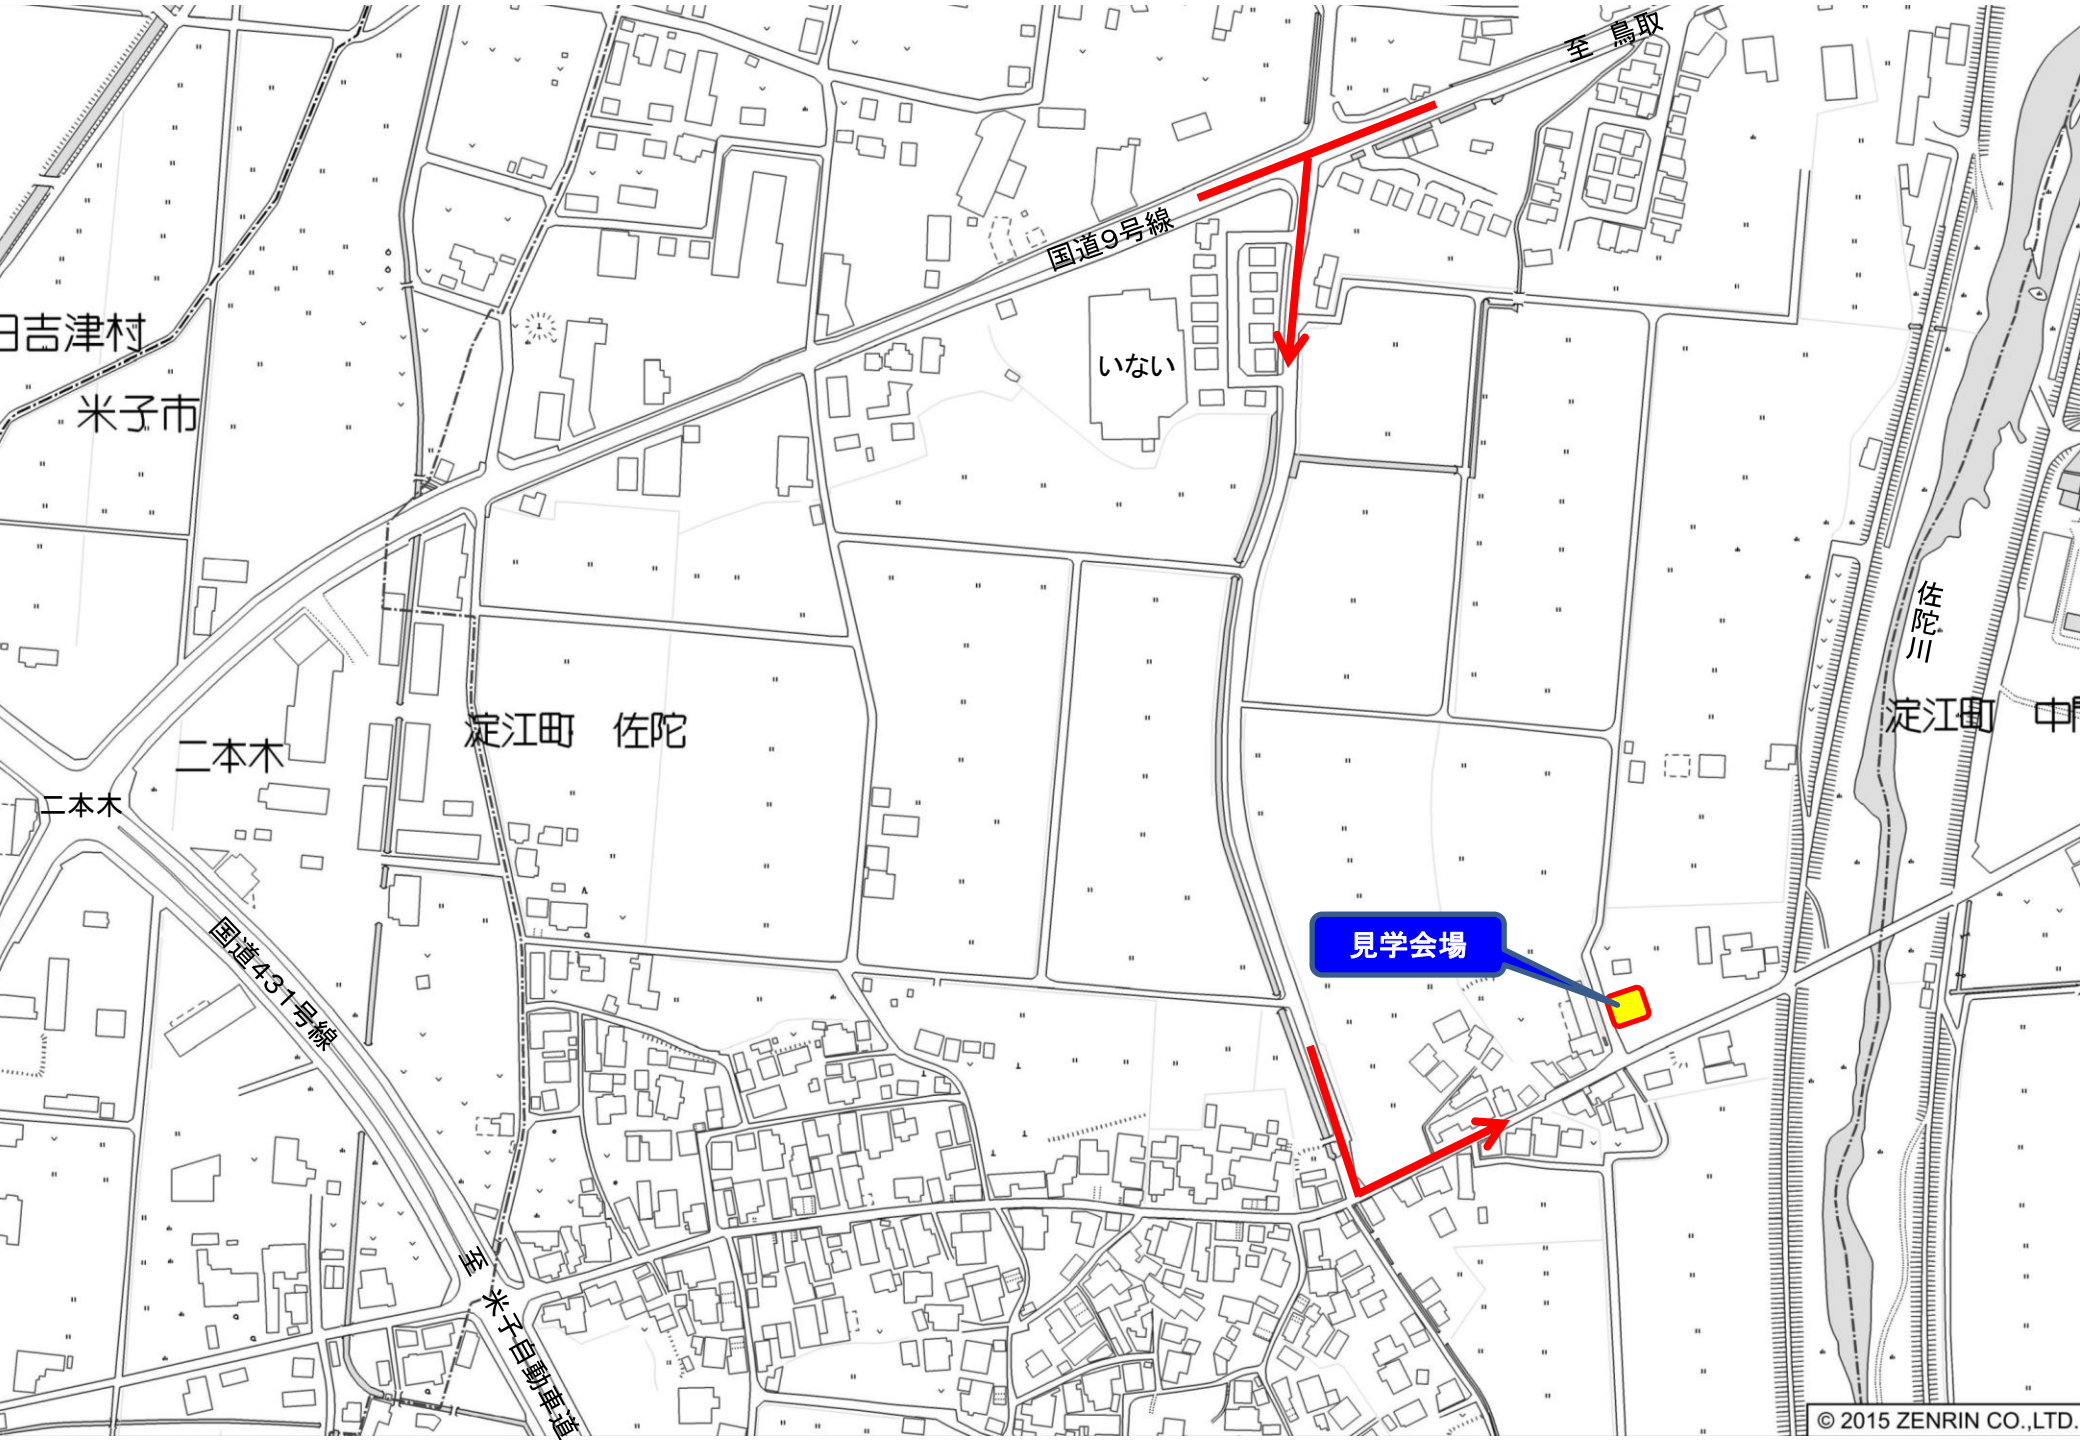 至 鳥取
国道9号線
日吉津村
米子市
いない
佐陀川
淀江町 佐陀
淀江町
二本木
二本木
見学会場
国道431号線
至 米子自動車道
© 2015 ZENRIN CO.,LTD.